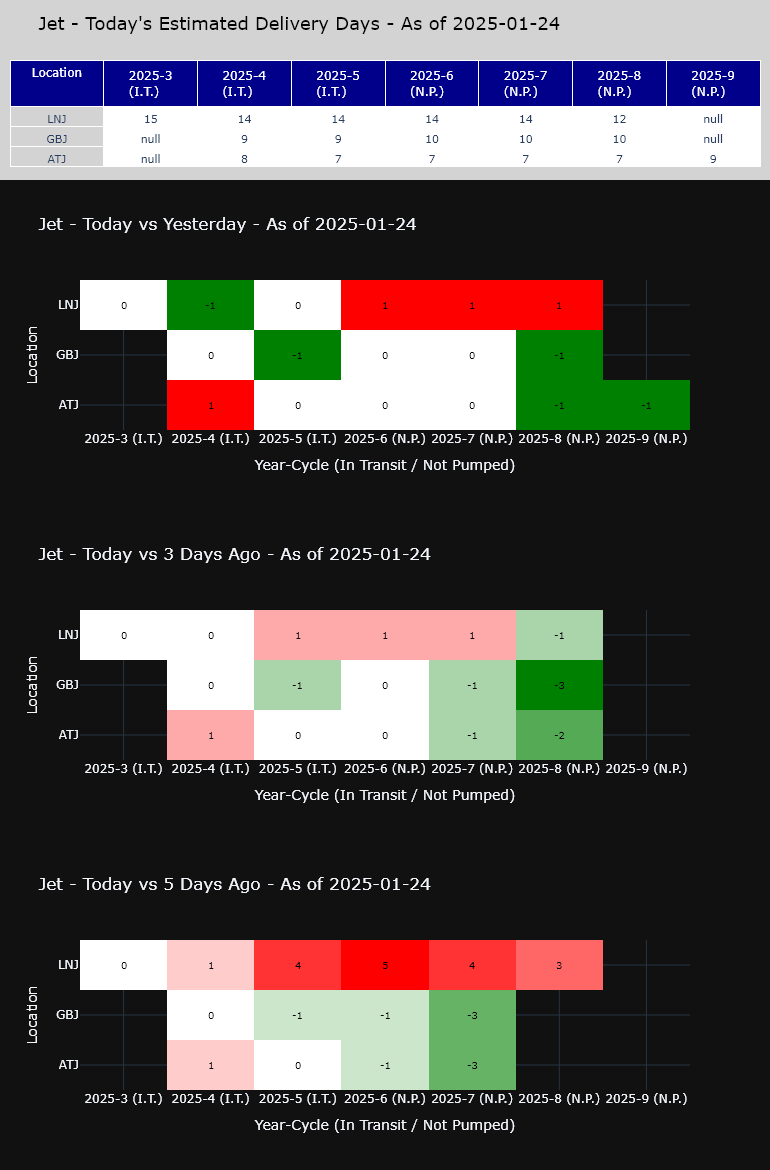 Jet - Today's Estimated Delivery Days - As of 2025-01-24
Location 2025-3 (I.T.) 2025-4 (I.T.) 2025-5 (I.T.) 2025-6 (N.P.) 2025-7 (N.P.) 2025-8 (N.P.) 2025-9 (N.P.)
LNJ 15 14 14 14 14 12 null
GBJ null 9 9 10 10 10 null
ATJ null 8 7 7 7 7 9
Jet - Today vs Yesterday - As of 2025-01-24
Location
LNJ 0 -1 0 1 1 1
GBJ 0 -1 0 0 -1
ATJ 1 0 0 0 -1 -1
2025-3 (I.T.) 2025-4 (I.T.) 2025-5 (I.T.) 2025-6 (N.P.) 2025-7 (N.P.) 2025-8 (N.P.) 2025-9 (N.P.)
Year-Cycle (In Transit / Not Pumped)
Jet - Today vs 3 Days Ago - As of 2025-01-24
Location
LNJ 0 0 1 1 1 -1
GBJ 0 -1 0 -1 -3
ATJ 1 0 0 -1 -2
2025-3 (I.T.) 2025-4 (I.T.) 2025-5 (I.T.) 2025-6 (N.P.) 2025-7 (N.P.) 2025-8 (N.P.) 2025-9 (N.P.)
Year-Cycle (In Transit / Not Pumped)
Jet - Today vs 5 Days Ago - As of 2025-01-24
Location
LNJ 0 1 4 5 4 3
GBJ 0 -1 -1 -3
ATJ 1 0 -1 -3
2025-3 (I.T.) 2025-4 (I.T.) 2025-5 (I.T.) 2025-6 (N.P.) 2025-7 (N.P.) 2025-8 (N.P.) 2025-9 (N.P.)
Year-Cycle (In Transit / Not Pumped)